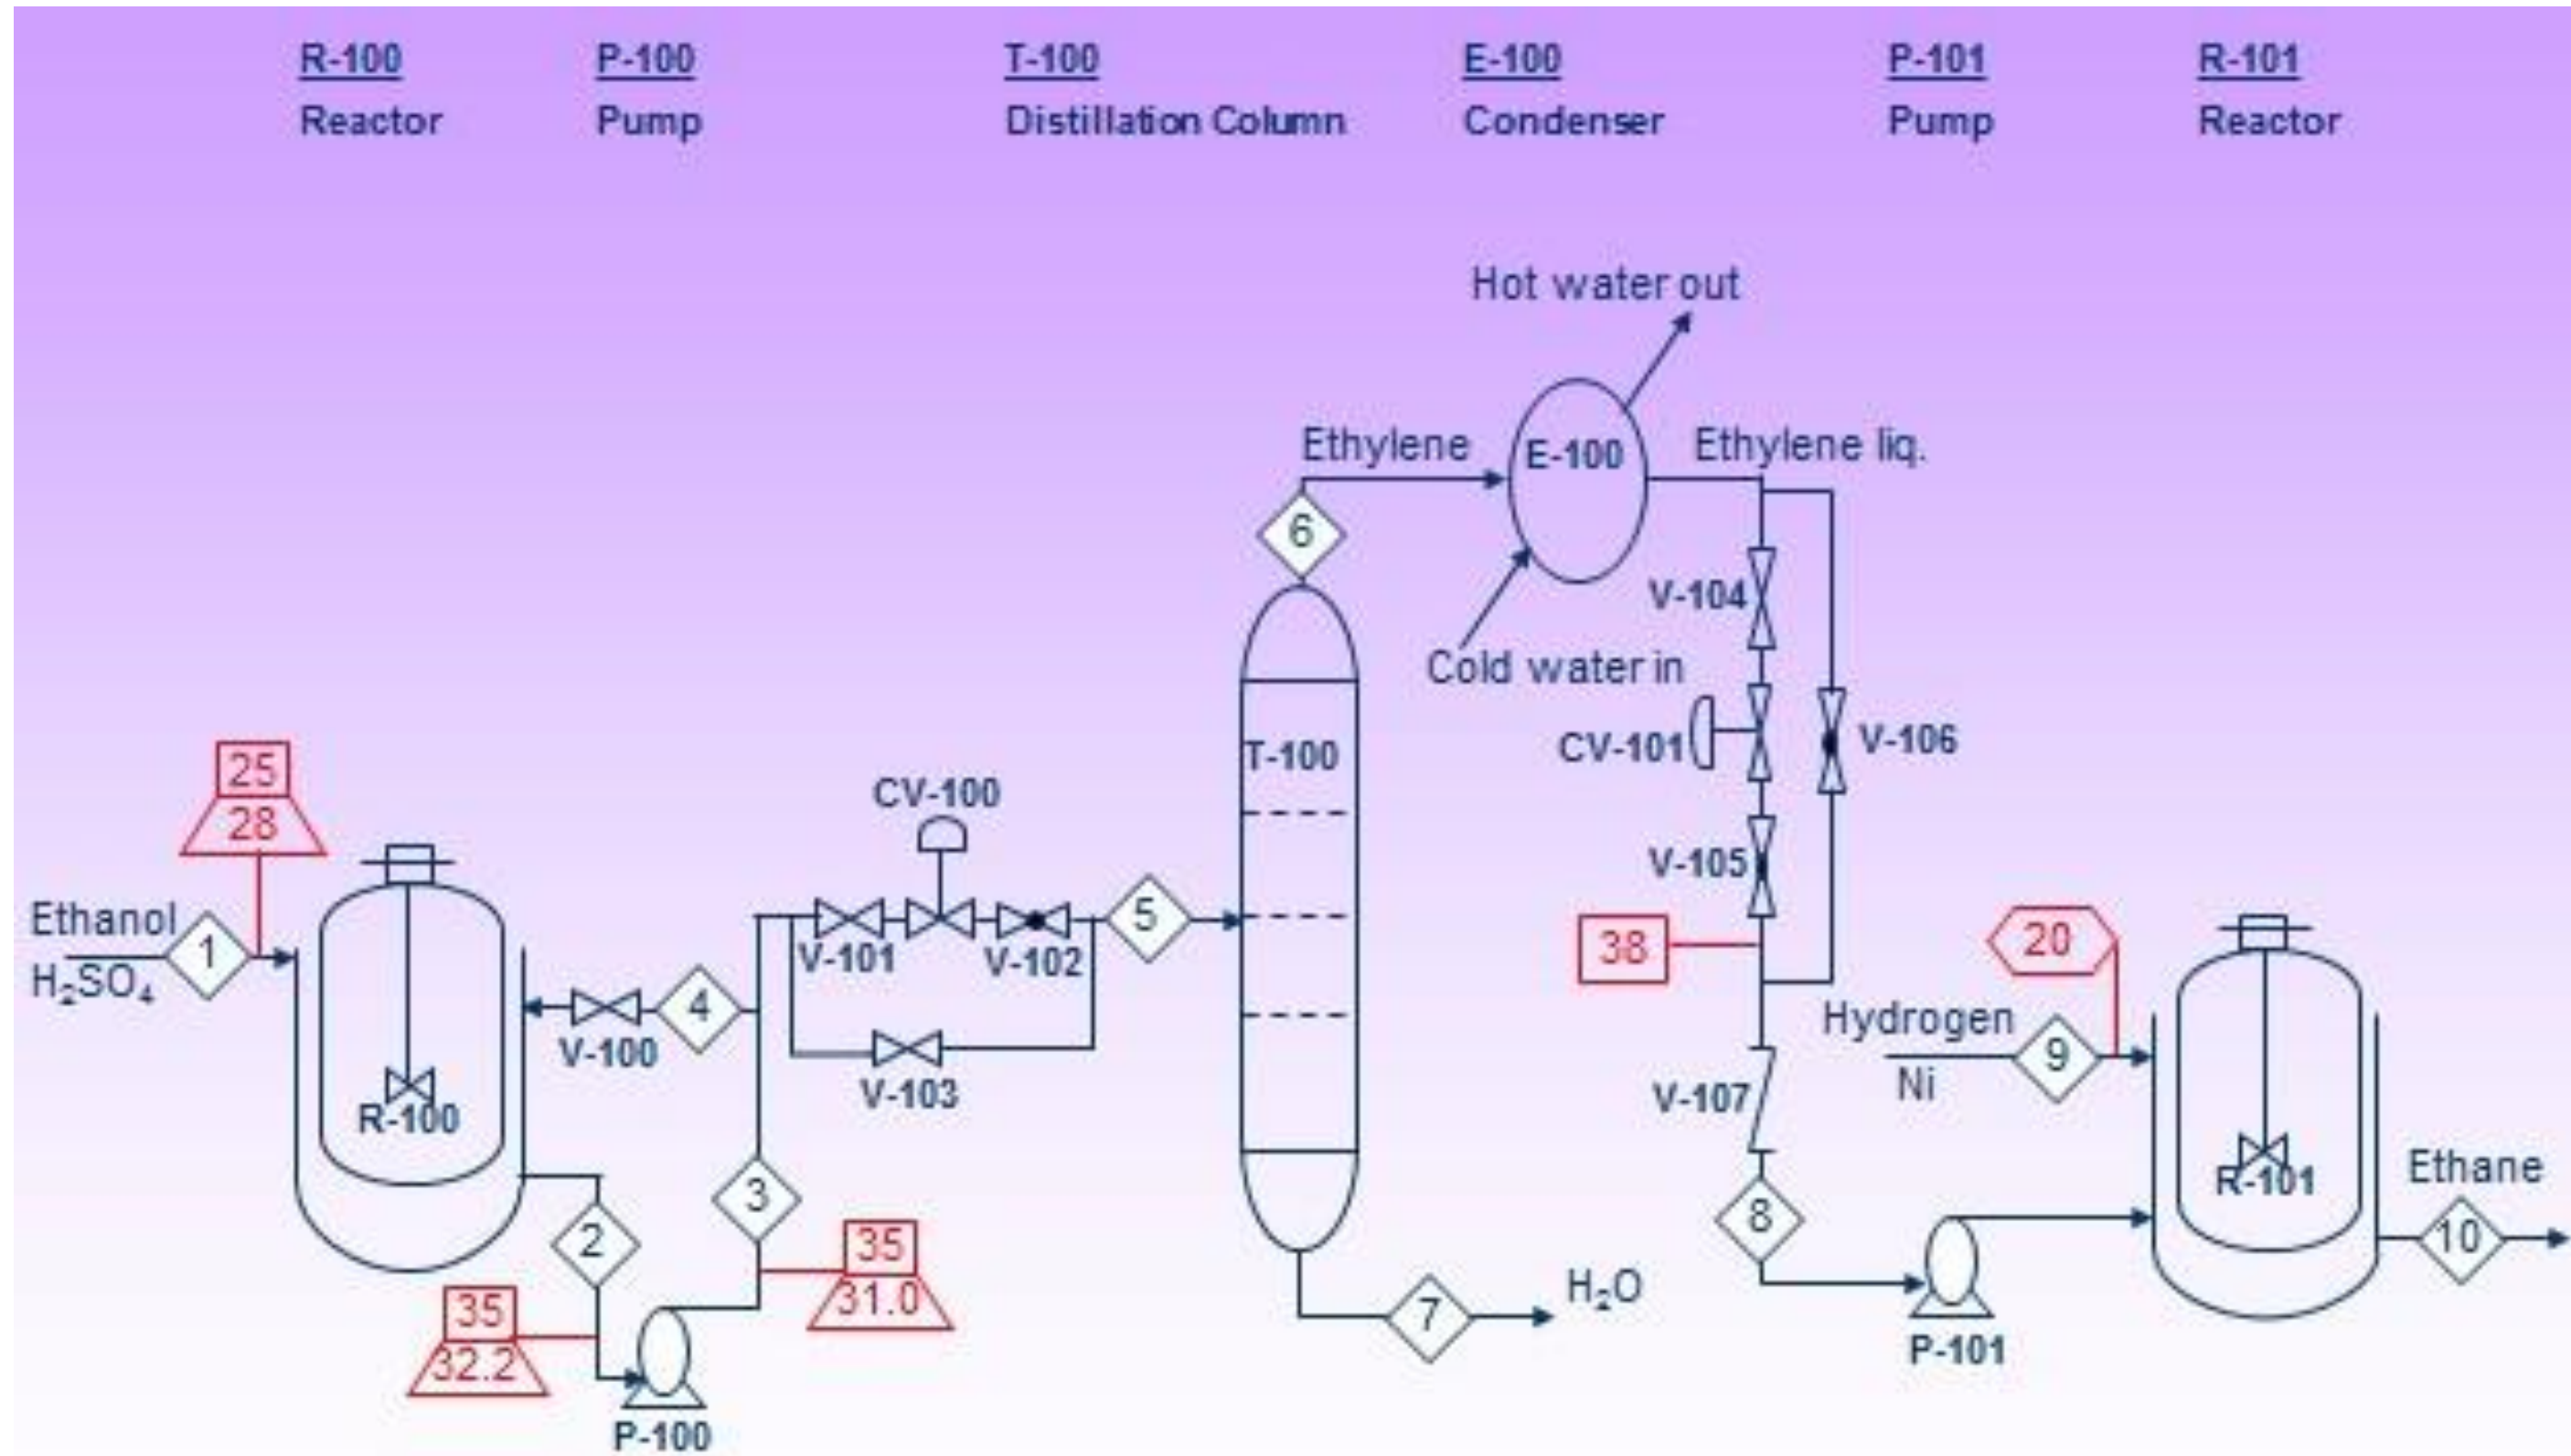 R-100 P-100 T-100 E-100 P-101 R-101
Reactor Pump Distillation Column Condenser Pump Reactor
Hot water out
Ethylene
E-100
Ethylene liq.
6
V-104
Cold water in
CV-101
V-106
T-100
25
28
CV-100
V-105
Ethanol
1
H₂SO₄
V-101
V-102
5
38
20
4
V-100
V-103
Hydrogen
9
Ni
V-107
R-100
3
2
8
R-101
Ethane
10
35
31.0
35
32.2
7
H₂O
P-100
P-101